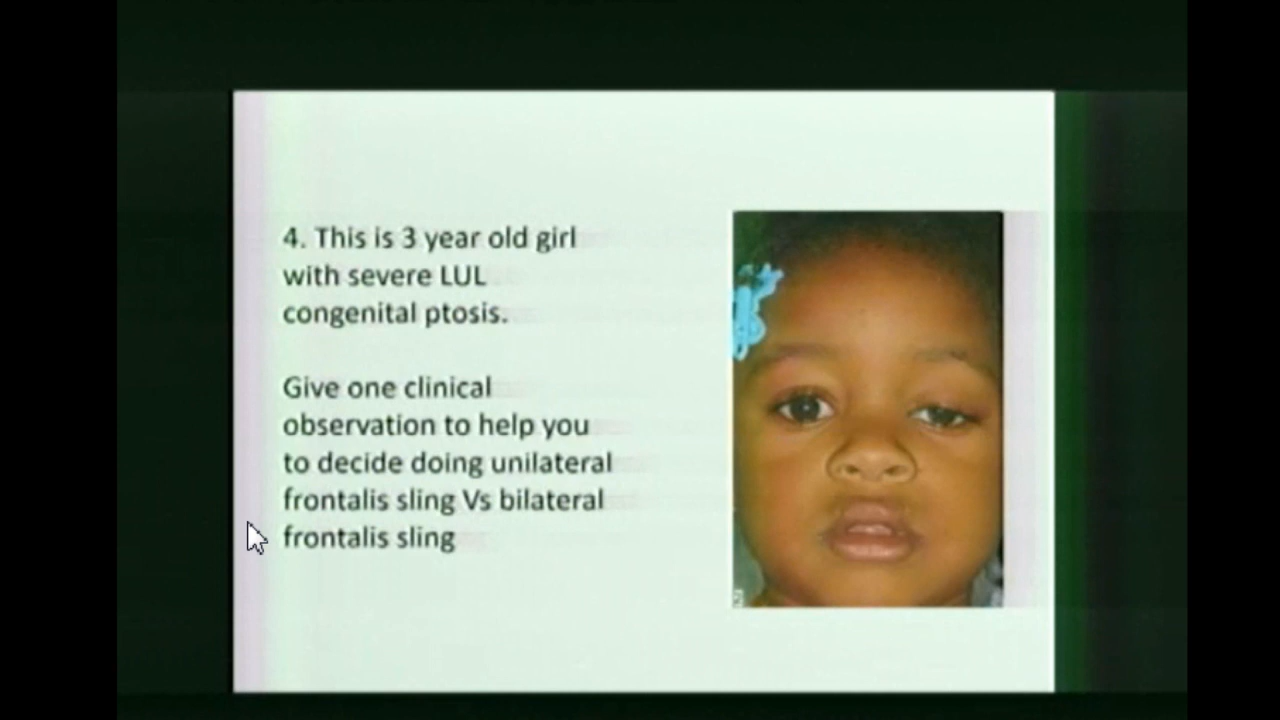 4. This is 3 year old girl
with severe LUL
congenital ptosis.
Give one clinical
observation to help you
to decide doing unilateral
frontalis sling Vs bilateral
frontalis sling